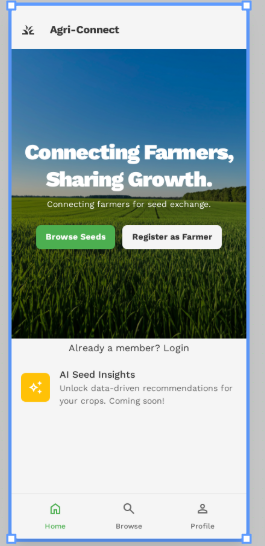 Agri-Connect
Connecting Farmers,
Sharing Growth.
Connecting farmers for seed exchange.
Browse Seeds
Register as Farmer
Already a member? Login
AI Seed Insights
Unlock data-driven recommendations for
your crops. Coming soon!
Home
Browse
Profile